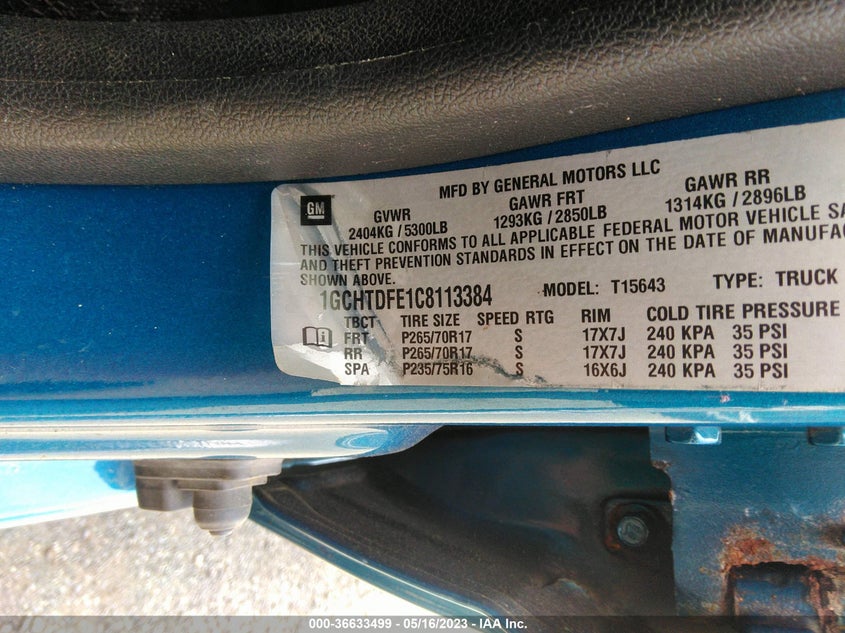 MFD BY GENERAL MOTORS LLC
GM
GVWR GAWR FRT GAWR RR
2404KG / 5300LB 1293KG / 2850LB 1314KG / 2896LB
THIS VEHICLE CONFORMS TO ALL APPLICABLE FEDERAL MOTOR VEHICLE SA
AND THEFT PREVENTION STANDARDS IN EFFECT ON THE DATE OF MANUFAC
SHOWN ABOVE.
1GCHTDFE1C8113384 MODEL: T15643 TYPE: TRUCK
TBCT TIRE SIZE SPEED RTG RIM COLD TIRE PRESSURE
FRT P265/70R17 S 17X7J 240 KPA 35 PSI
RR P265/70R17 S 17X7J 240 KPA 35 PSI
SPA P235/75R16 S 16X6J 240 KPA 35 PSI
000-36633499 - 05/16/2023 - IAA Inc.